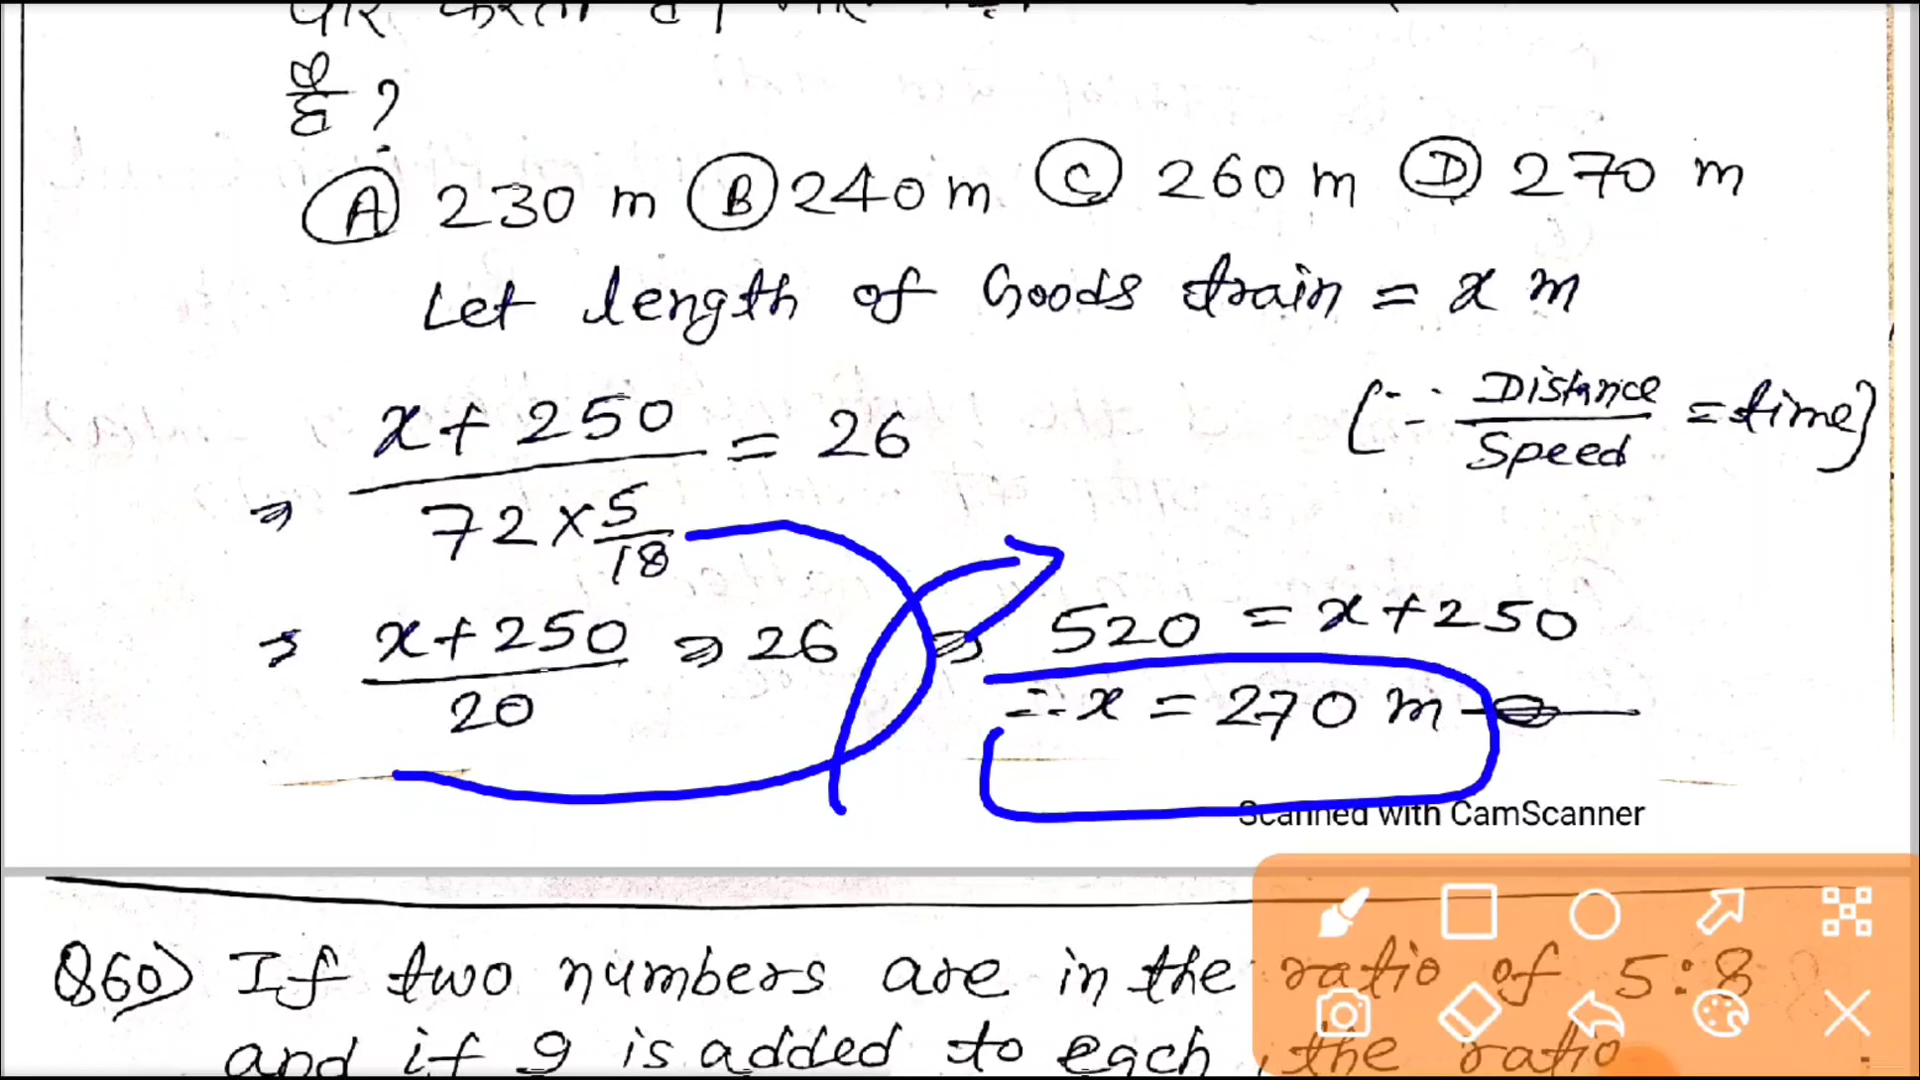 पार करता है।
है ?
Ⓐ 230 m Ⓑ 240 m Ⓒ 260 m Ⓓ 270 m
Let length of Goods train = x m
⇒ x + 250 / 72 × 5/18 = 26 (∵ Distance / Speed = time)
⇒ x + 250 / 20 ⇒ 26 ⇒ 520 = x + 250
∴ x = 270 m
Scanned with CamScanner
Q60) If two numbers are in the ratio of 5:8
and if 9 is added to each, the ratio